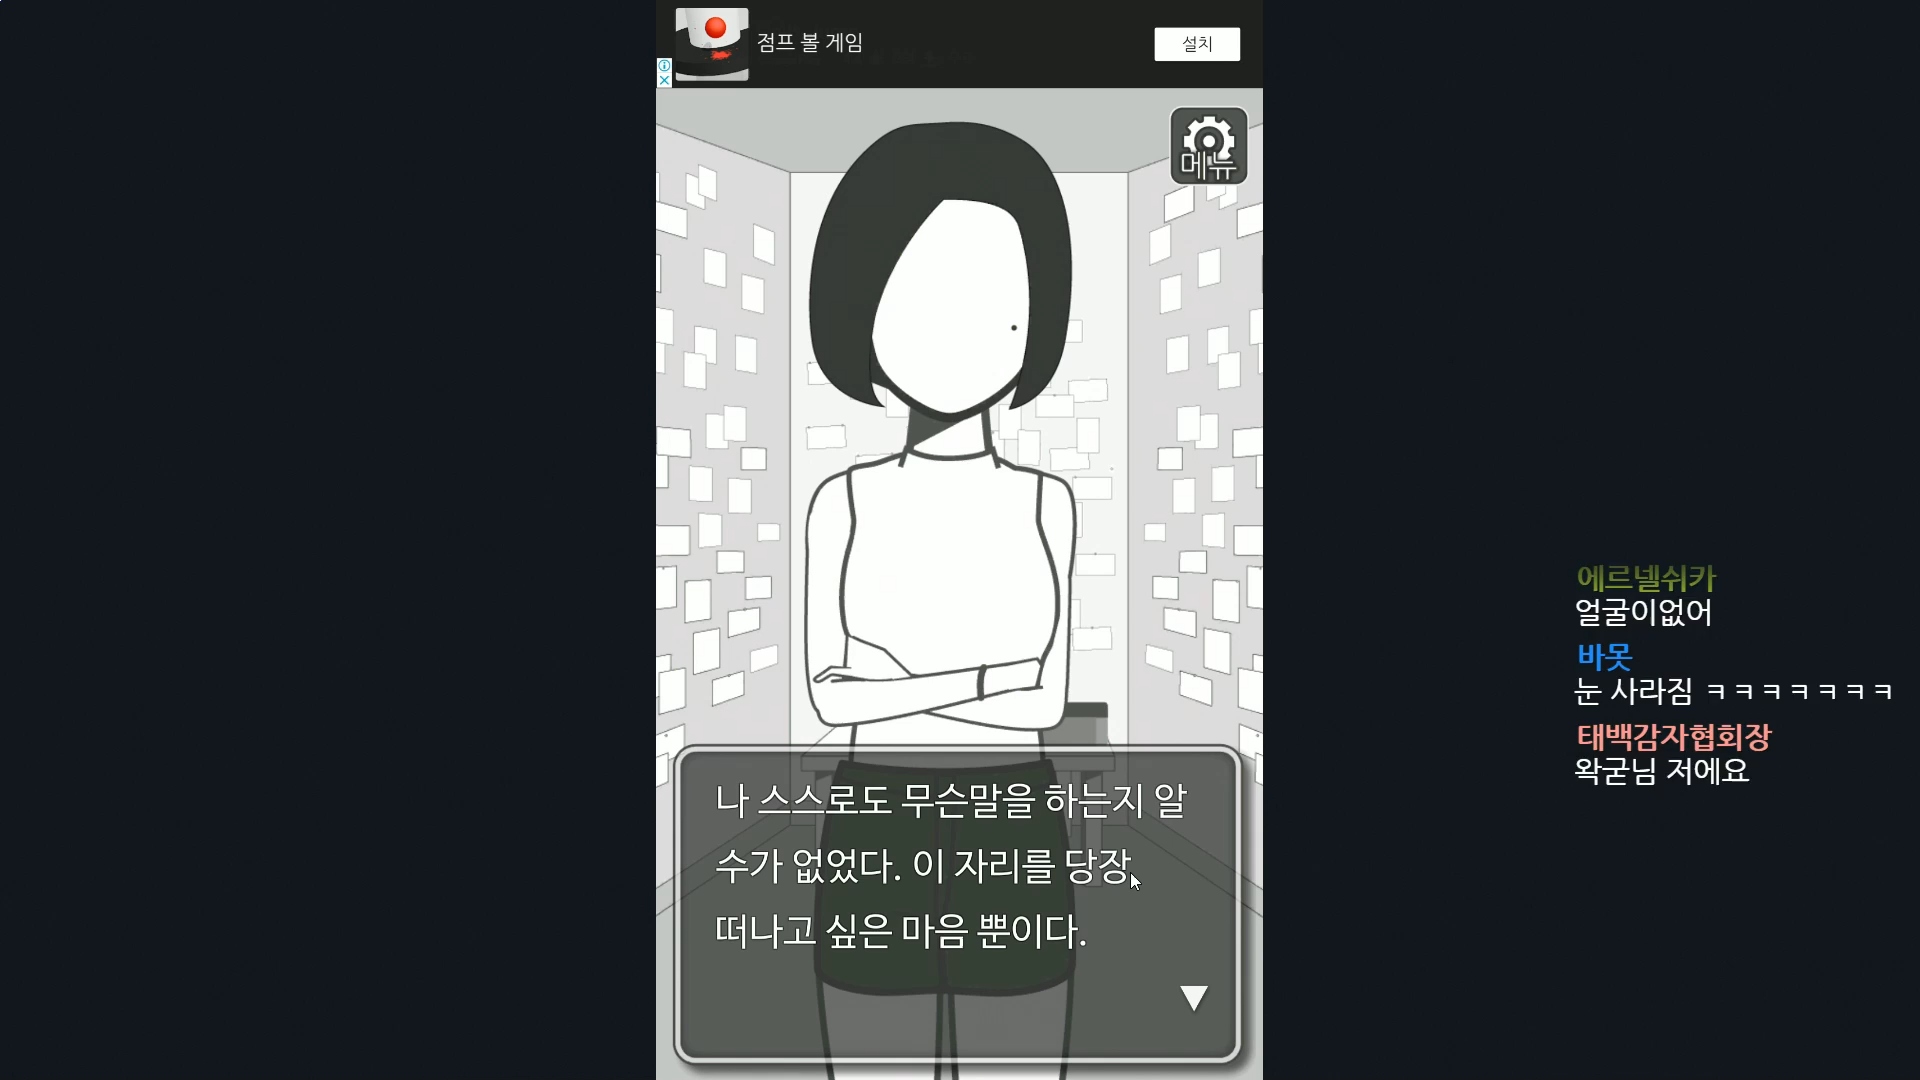 점프 볼 게임
설치
메뉴
나 스스로도 무슨말을 하는지 알
수가 없었다. 이 자리를 당장
떠나고 싶은 마음 뿐이다.
에르넬쉬카
얼굴이없어
바못
눈 사라짐 ㅋㅋㅋㅋㅋㅋㅋ
태백감자협회장
왁굳님 저에요